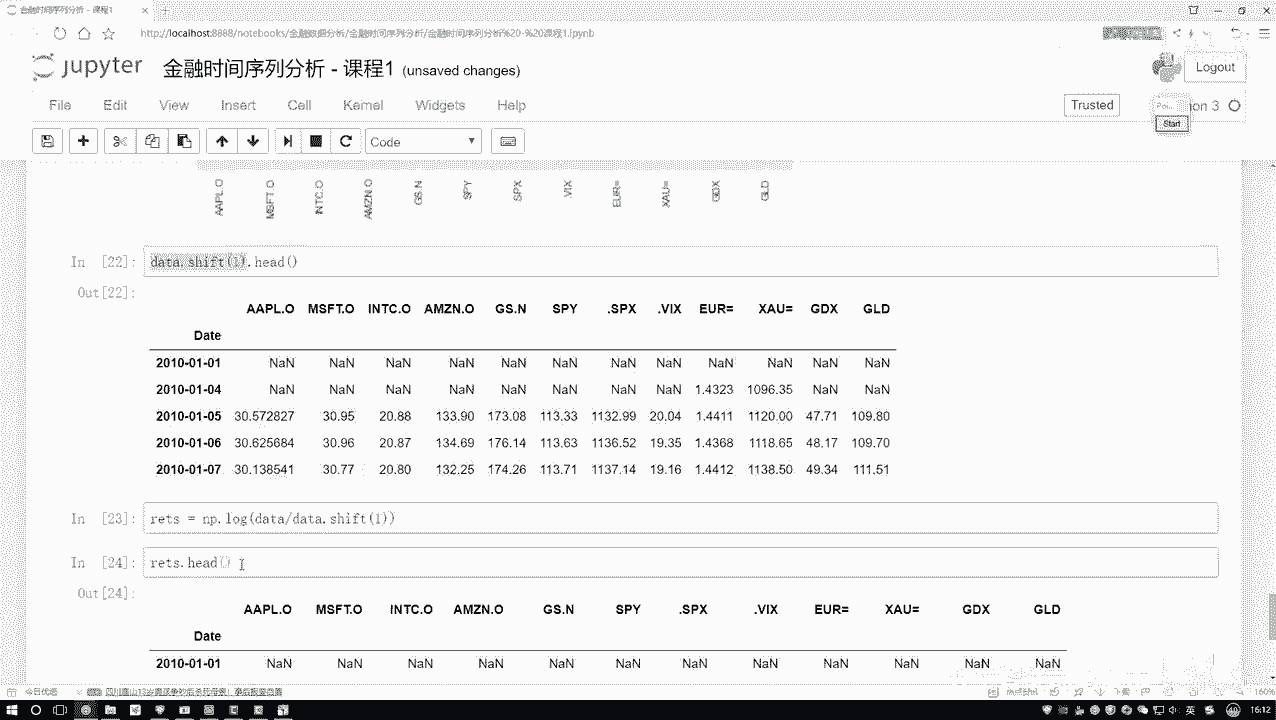 金融时间序列分析 - 课程1
http://localhost:8888/notebooks/金融数据分析/金融时间序列分析/金融时间序列分析%20-%20课程1.ipynb
jupyter 金融时间序列分析 - 课程1 (unsaved changes)
Logout
File Edit View Insert Cell Kernel Widgets Help
Trusted
on 3
Start
Code
AAPL.O MSFT.O INTC.O AMZN.O GS.N SPY .SPX .VIX EUR= XAU= GDX GLD
In [22]: data.shift(1).head()
Out[22]:
AAPL.O MSFT.O INTC.O AMZN.O GS.N SPY .SPX .VIX EUR= XAU= GDX GLD
Date
2010-01-01 NaN NaN NaN NaN NaN NaN NaN NaN NaN NaN NaN NaN
2010-01-04 NaN NaN NaN NaN NaN NaN NaN NaN 1.4323 1096.35 NaN NaN
2010-01-05 30.572827 30.95 20.88 133.90 173.08 113.33 1132.99 20.04 1.4411 1120.00 47.71 109.80
2010-01-06 30.625684 30.96 20.87 134.69 176.14 113.63 1136.52 19.35 1.4368 1118.65 48.17 109.70
2010-01-07 30.138541 30.77 20.80 132.25 174.26 113.71 1137.14 19.16 1.4412 1138.50 49.34 111.51
In [23]: rets = np.log(data/data.shift(1))
In [24]: rets.head()
Out[24]:
AAPL.O MSFT.O INTC.O AMZN.O GS.N SPY .SPX .VIX EUR= XAU= GDX GLD
Date
2010-01-01 NaN NaN NaN NaN NaN NaN NaN NaN NaN NaN NaN NaN
今日优选
160%
英
16:12